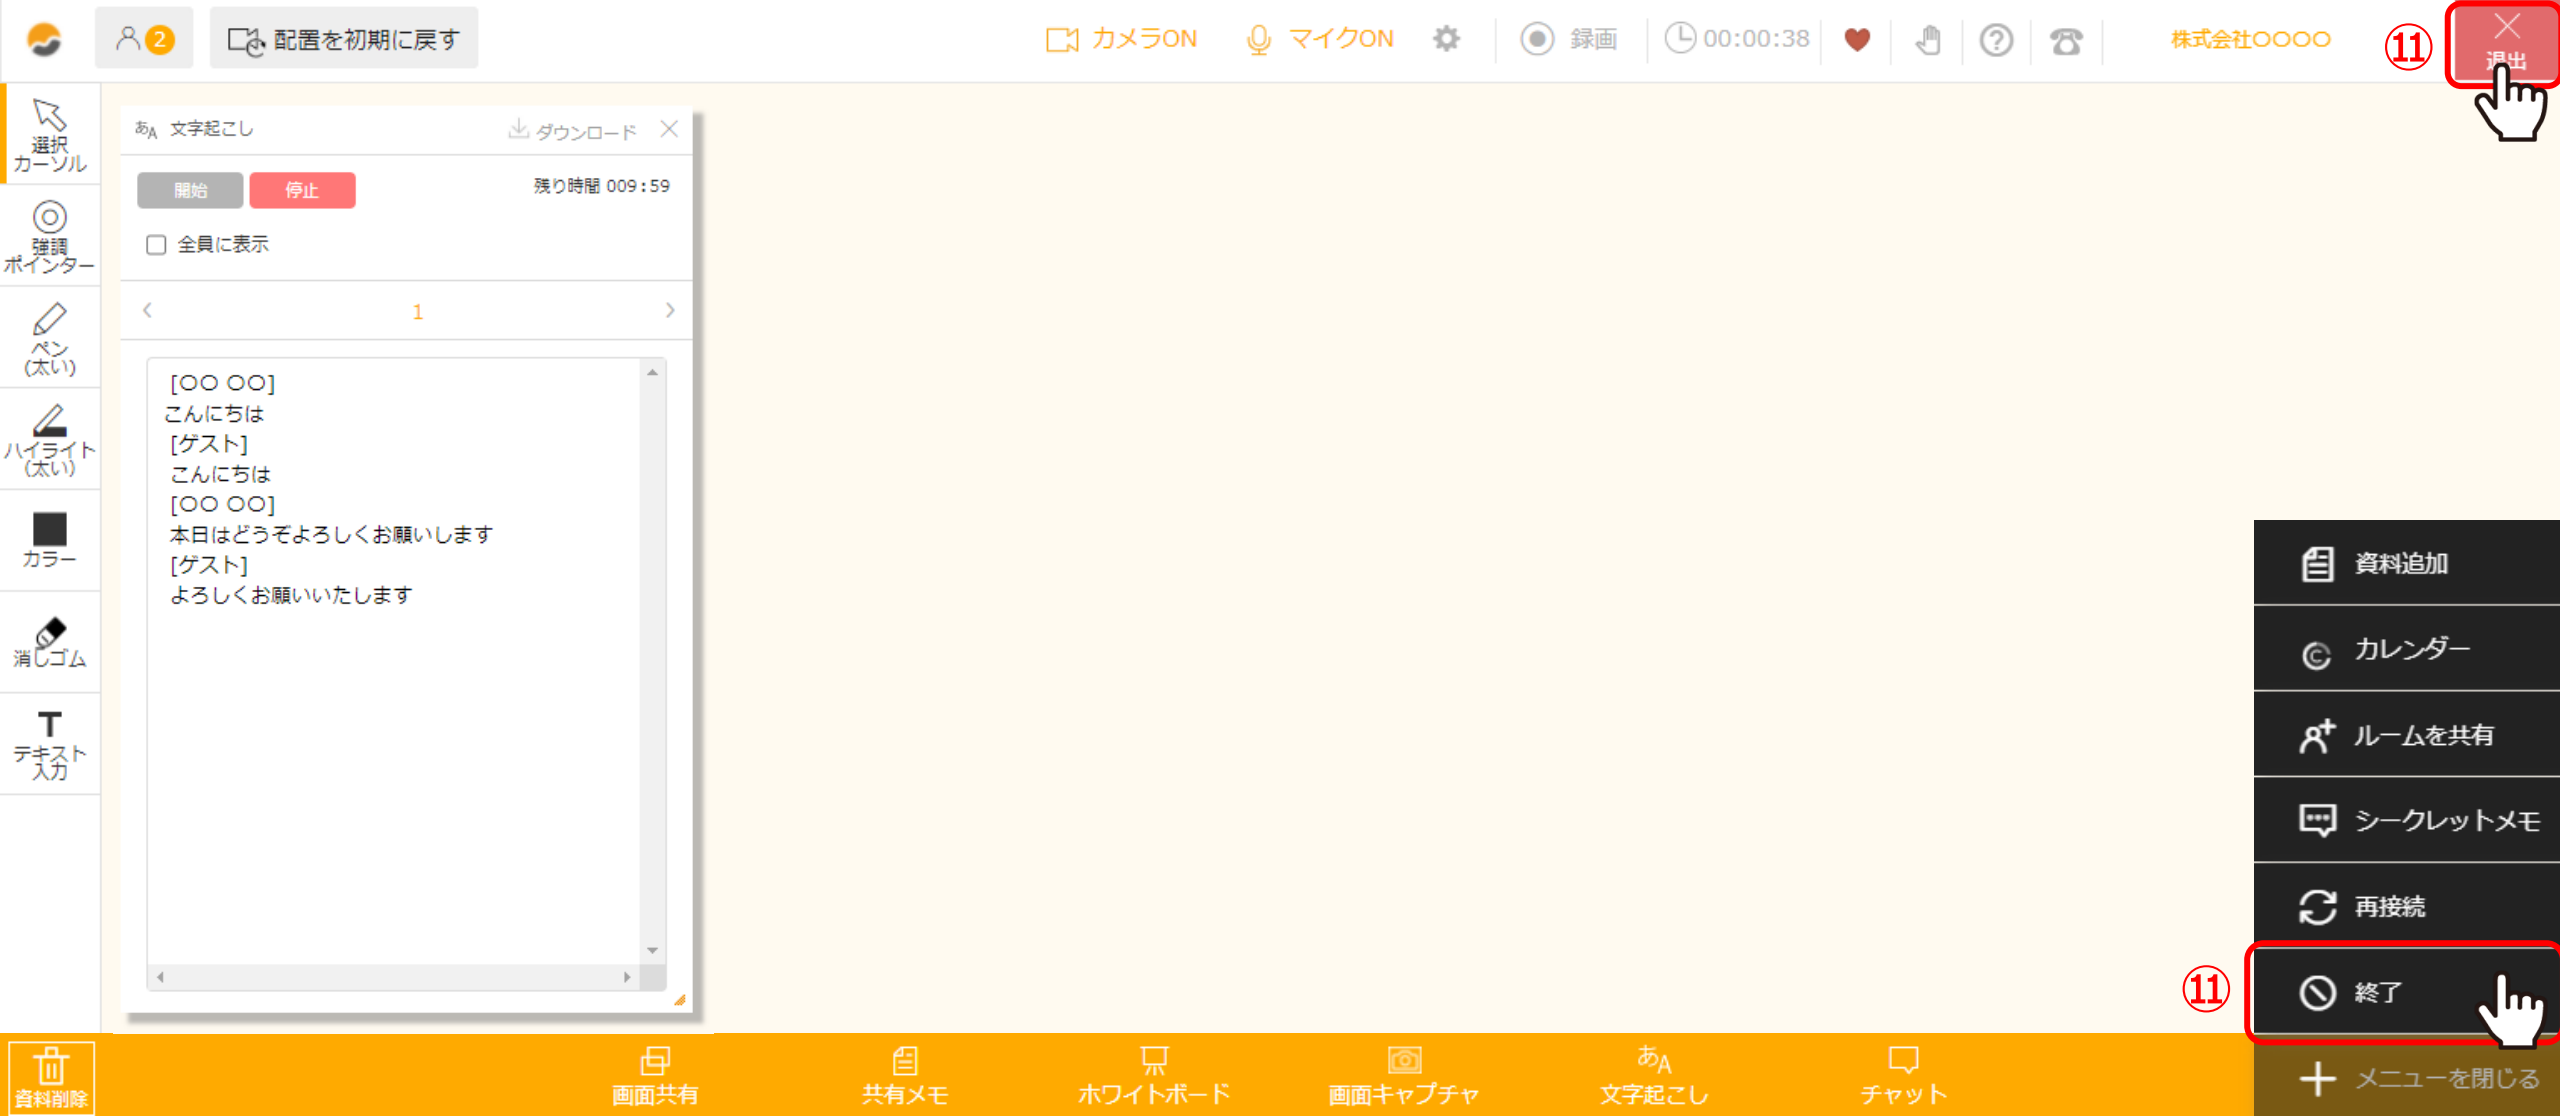 2
配置を初期に戻す
カメラON
マイクON
録画
00:00:38
株式会社〇〇〇〇
⑪
退出
選択
カーソル
強調
ポインター
ペン
(太い)
ハイライト
(太い)
カラー
消しゴム
T
テキスト
入力
あA 文字起こし
ダウンロード
開始
停止
残り時間 009:59
全員に表示
1
[〇〇 〇〇]
こんにちは
[ゲスト]
こんにちは
[〇〇 〇〇]
本日はどうぞよろしくお願いします
[ゲスト]
よろしくお願いいたします
資料追加
カレンダー
ルームを共有
シークレットメモ
再接続
⑪
終了
メニューを閉じる
資料削除
画面共有
共有メモ
ホワイトボード
画面キャプチャ
あA
文字起こし
チャット